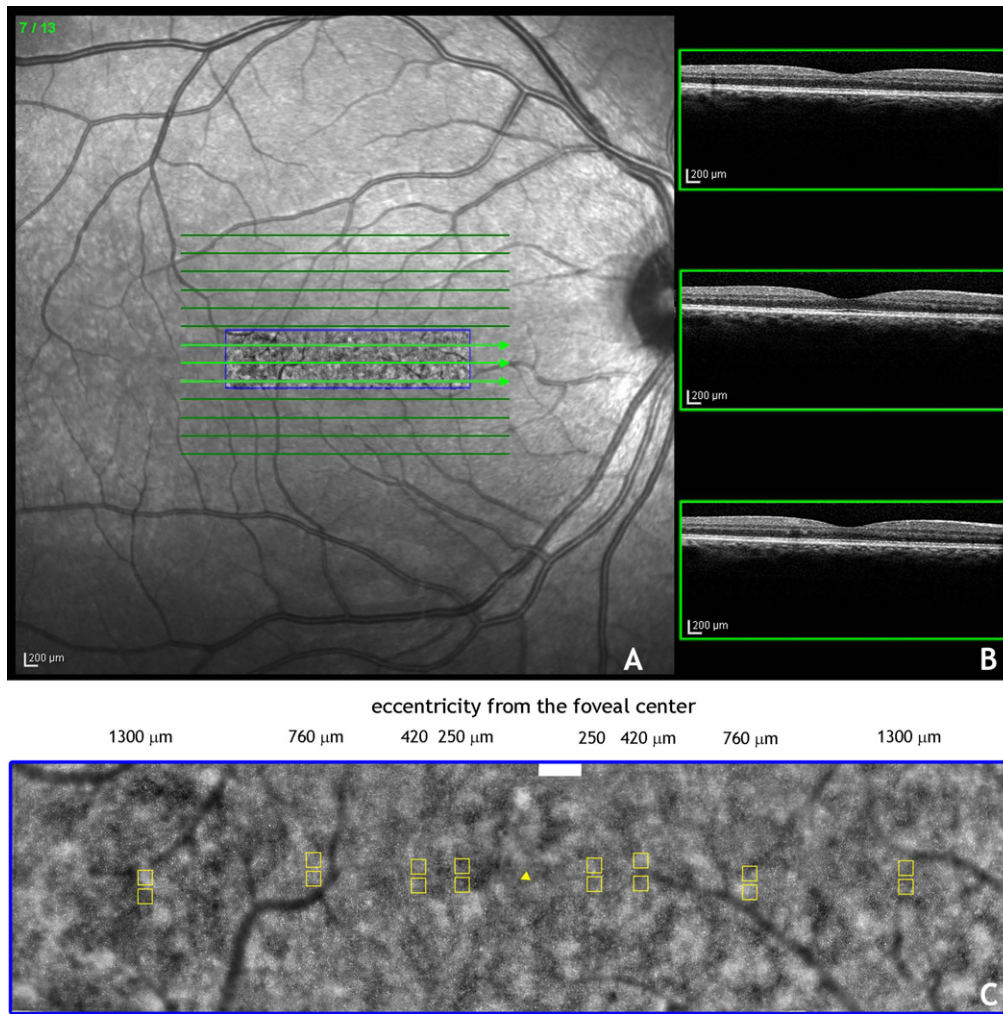 7 / 13
200 µm
200 µm
200 µm
200 µm
A
B
eccentricity from the foveal center
1300 µm 760 µm 420 250 µm 250 420 µm 760 µm 1300 µm
C